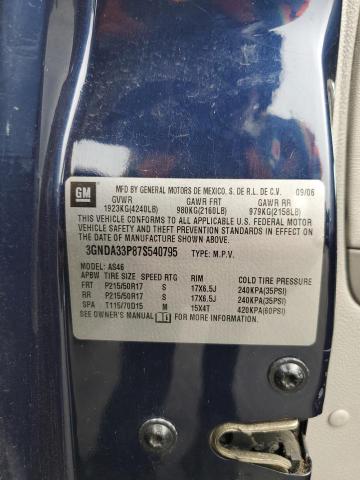 GM
MFD BY GENERAL MOTORS DE MEXICO, S. DE R.L. DE C.V. 09/06
GVWR GAWR FRT GAWR RR
1923KG(4240LB) 980KG(2160LB) 979KG(2158LB)
THIS VEHICLE CONFORMS TO ALL APPLICABLE U.S. FEDERAL MOTOR
VEHICLE SAFETY AND THEFT PREVENTION STANDARDS IN EFFECT ON
THE DATE OF MANUFACTURE SHOWN ABOVE.
3GNDA33P87S540795 TYPE: M.P.V.
MODEL: AS46
APBW TIRE SIZE SPEED RTG RIM COLD TIRE PRESSURE
FRT P215/50R17 S 17X6.5J 240KPA(35PSI)
RR P215/50R17 S 17X6.5J 240KPA(35PSI)
SPA T115/70D15 M 15X4T 420KPA(60PSI)
SEE OWNER'S MANUAL FOR MORE INFORMATION.